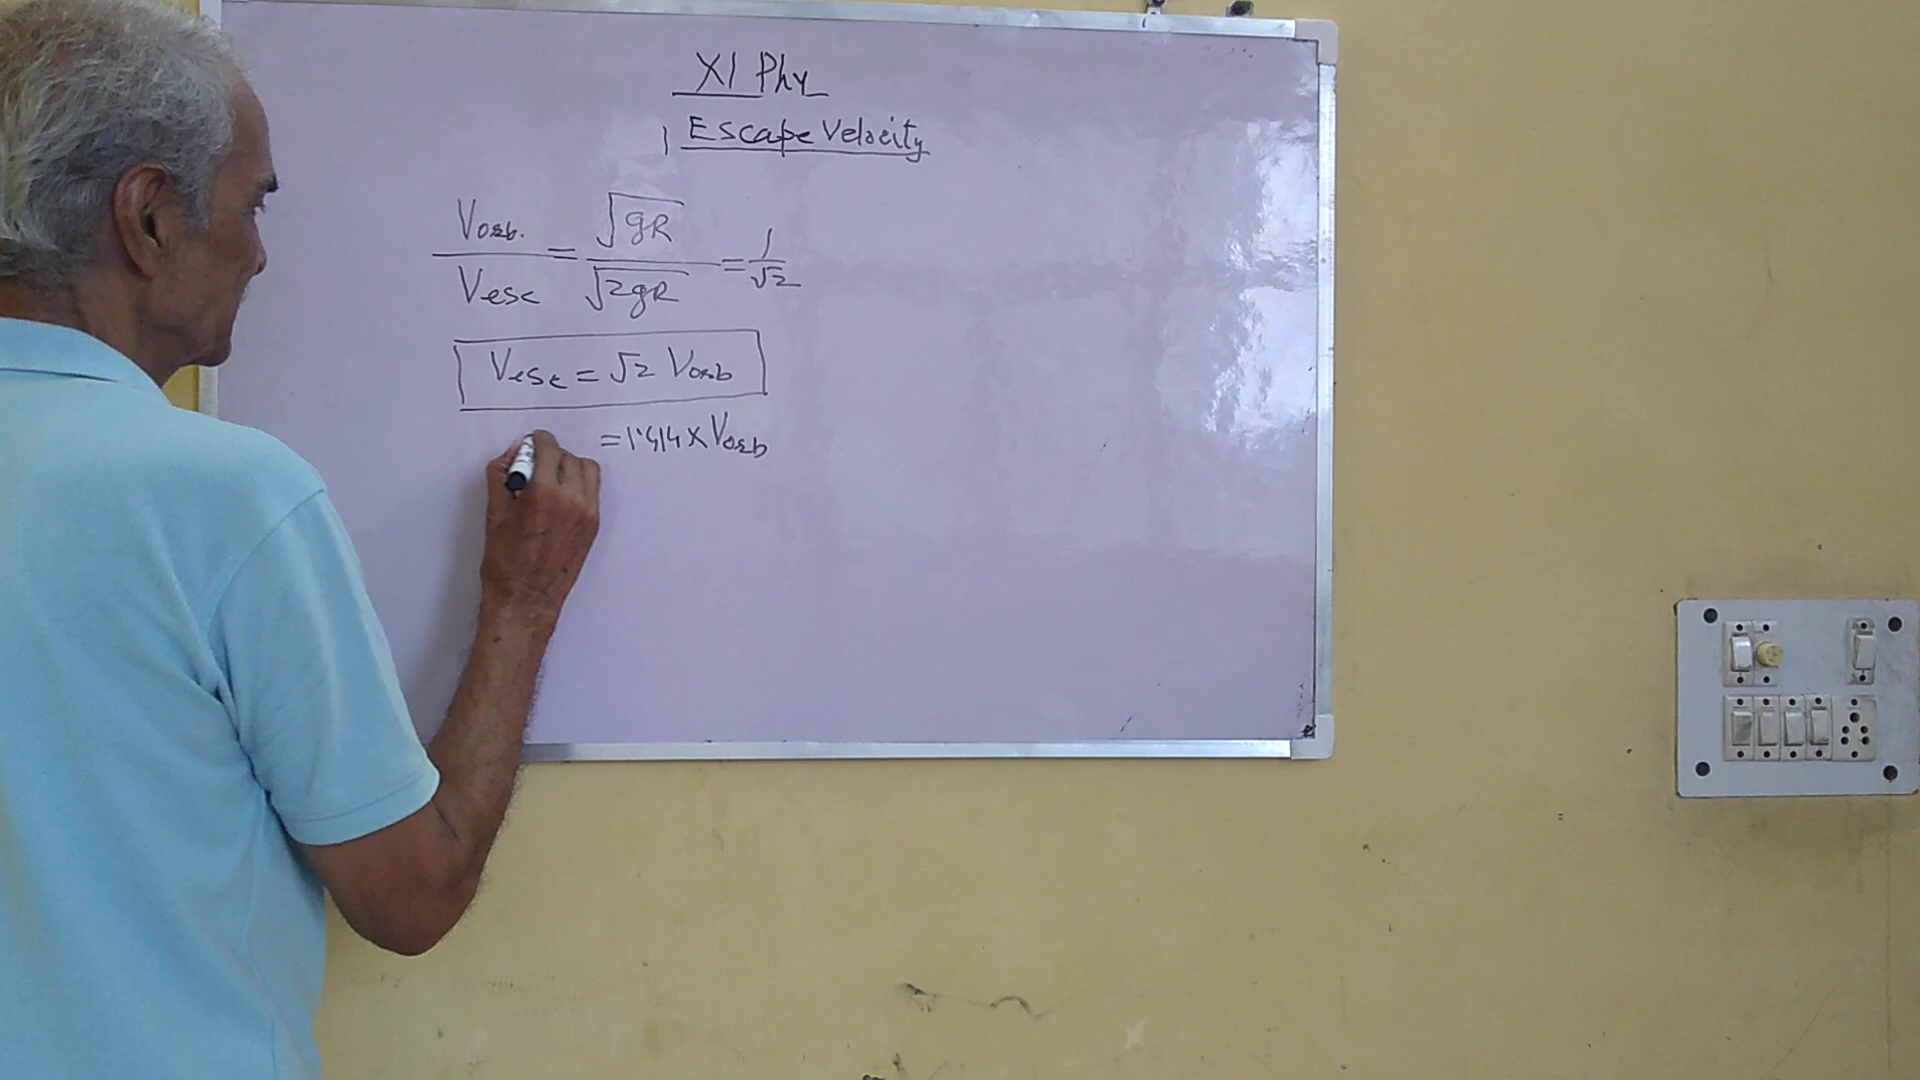 XI Phy
Escape Velocity
Vorb. / Vesc = √gR / √2gR = 1/√2
Vesc = √2 Vorb
= 1.414 × Vorb